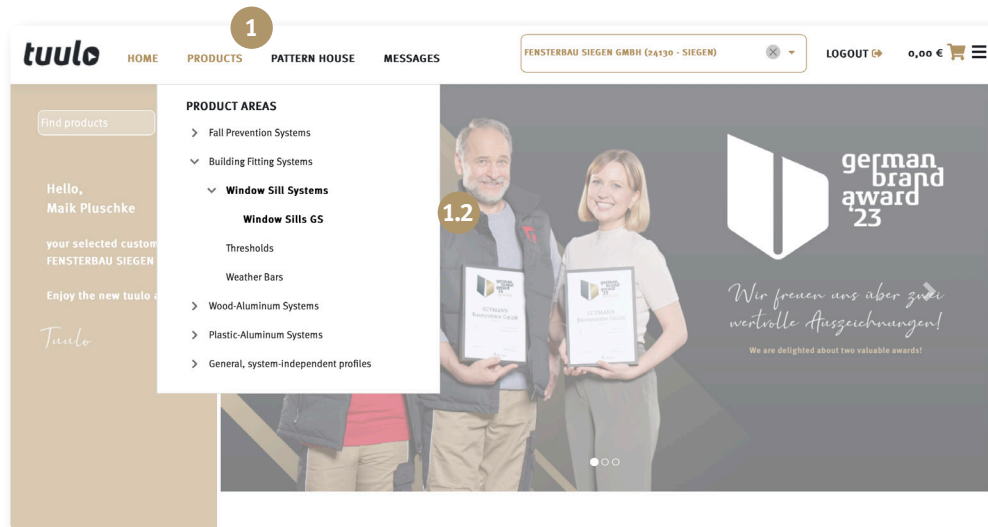 1
tuulo
HOME PRODUCTS PATTERN HOUSE MESSAGES
FENSTERBAU SIEGEN GMBH (24130 - SIEGEN)
LOGOUT
0,00 €
Find products
Hello,
Maik Pluschke
your selected custom
FENSTERBAU SIEGEN
Enjoy the new tuulo
Tuulo
PRODUCT AREAS
Fall Prevention Systems
Building Fitting Systems
Window Sill Systems
Window Sills GS
Thresholds
Weather Bars
Wood-Aluminum Systems
Plastic-Aluminum Systems
General, system-independent profiles
1.2
german
brand
award
'23
Wir freuen uns über zwei
wertvolle Auszeichnungen!
We are delighted about two valuable awards!